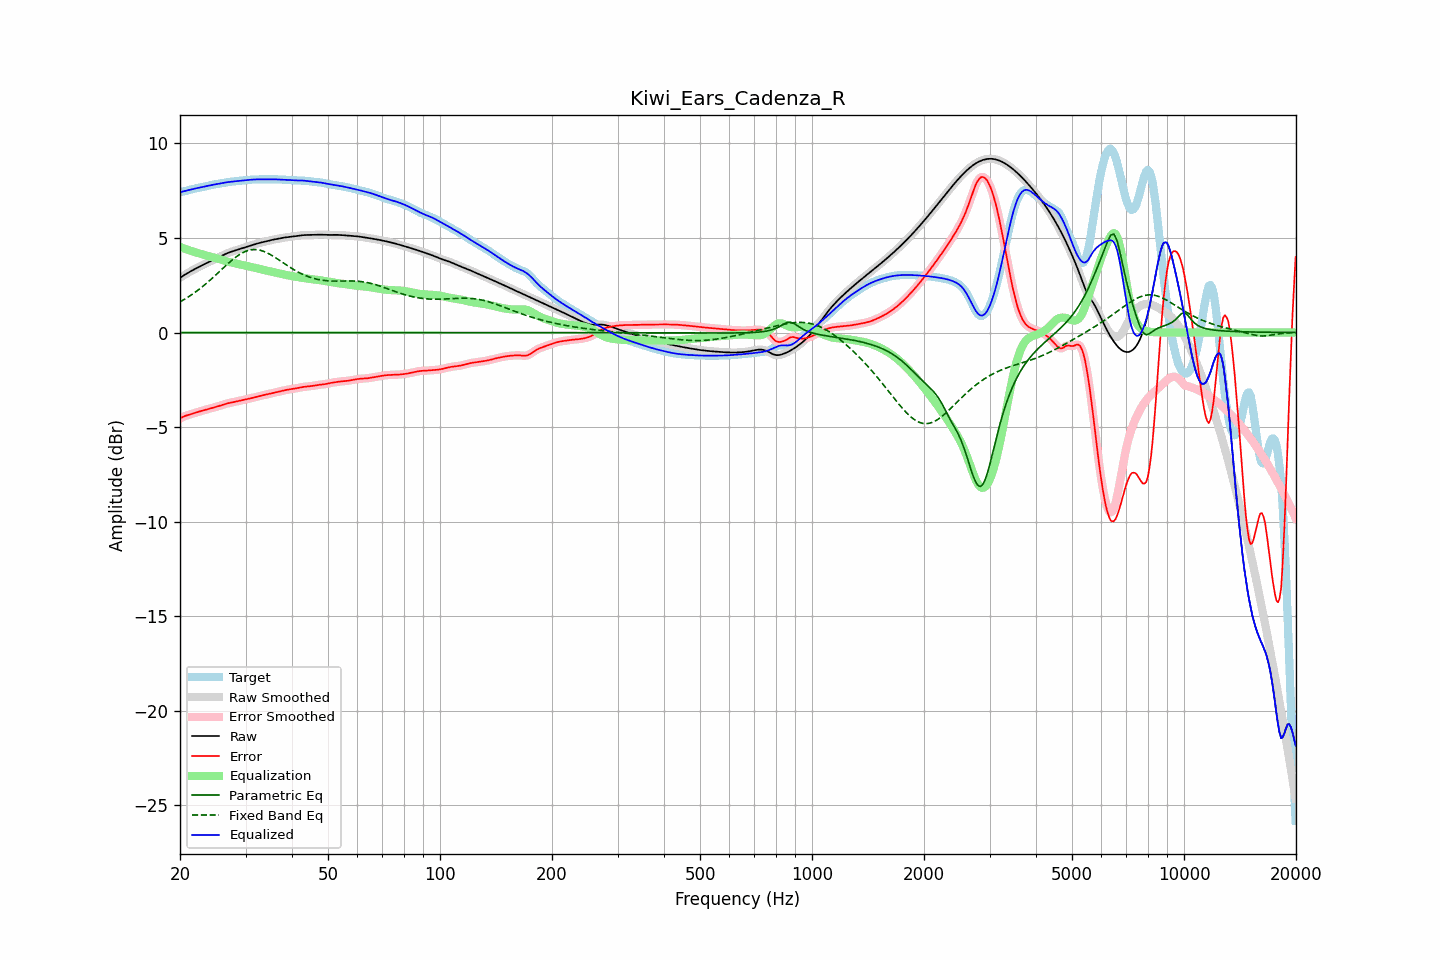 Kiwi_Ears_Cadenza_R
10
5
0
−5
−10
−15
−20
−25
Amplitude (dBr)
Target
Raw Smoothed
Error Smoothed
Raw
Error
Equalization
Parametric Eq
Fixed Band Eq
Equalized
20 50 100 200 500 1000 2000 5000 10000 20000
Frequency (Hz)